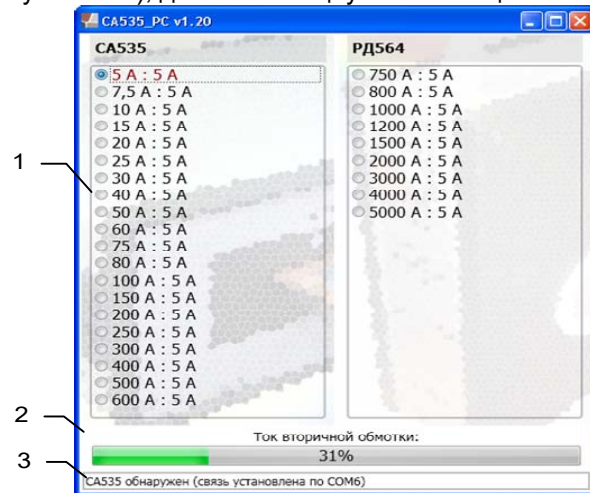 CA535_PC v1.20
СА535
5 А : 5 А
7,5 А : 5 А
10 А : 5 А
15 А : 5 А
20 А : 5 А
25 А : 5 А
30 А : 5 А
40 А : 5 А
50 А : 5 А
60 А : 5 А
75 А : 5 А
80 А : 5 А
100 А : 5 А
150 А : 5 А
200 А : 5 А
250 А : 5 А
300 А : 5 А
400 А : 5 А
500 А : 5 А
600 А : 5 А
РД564
750 А : 5 А
800 А : 5 А
1000 А : 5 А
1200 А : 5 А
1500 А : 5 А
2000 А : 5 А
3000 А : 5 А
4000 А : 5 А
5000 А : 5 А
1
2
Ток вторичной обмотки:
31%
3
СА535 обнаружен (связь установлена по COM6)